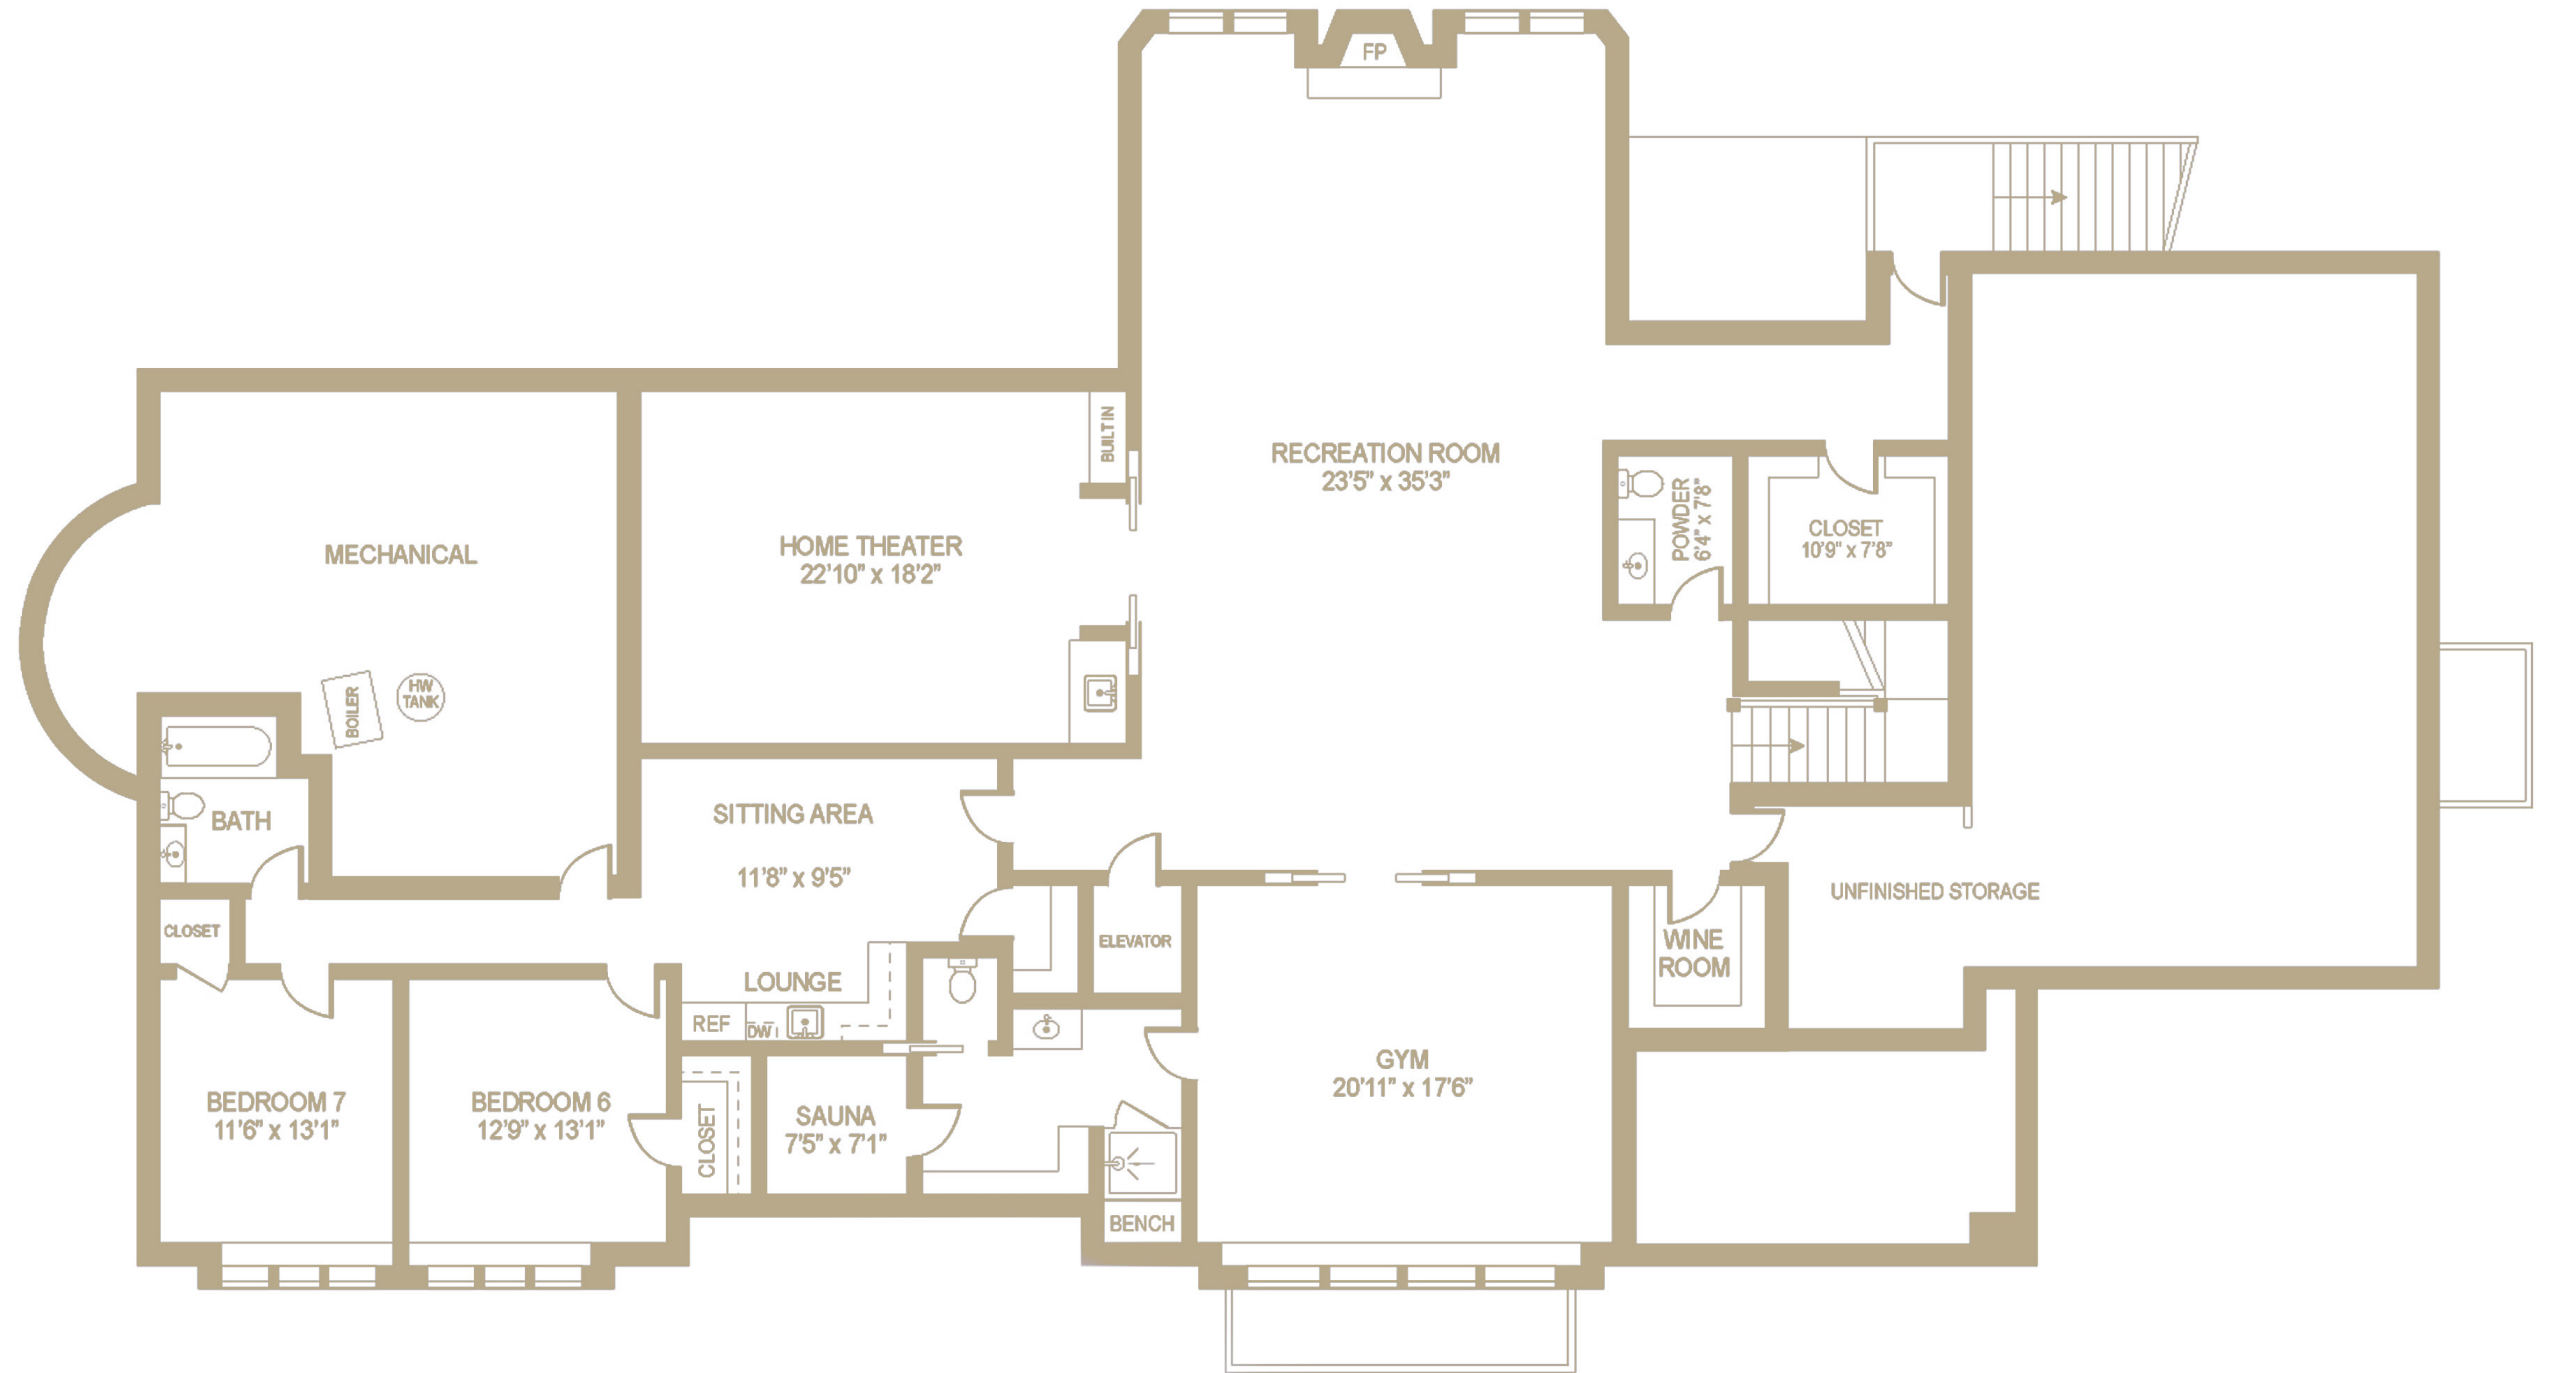 FP
RECREATION ROOM
23'5" x 35'3"
BUILT IN
HOME THEATER
22'10" x 18'2"
MECHANICAL
BOILER
HW
TANK
POWDER
6'4" x 7'8"
CLOSET
10'9" x 7'8"
BATH
SITTING AREA
11'8" x 9'5"
CLOSET
LOUNGE
REF
DW
ELEVATOR
WINE
ROOM
UNFINISHED STORAGE
BEDROOM 7
11'6" x 13'1"
BEDROOM 6
12'9" x 13'1"
CLOSET
SAUNA
7'5" x 7'1"
BENCH
GYM
20'11" x 17'6"